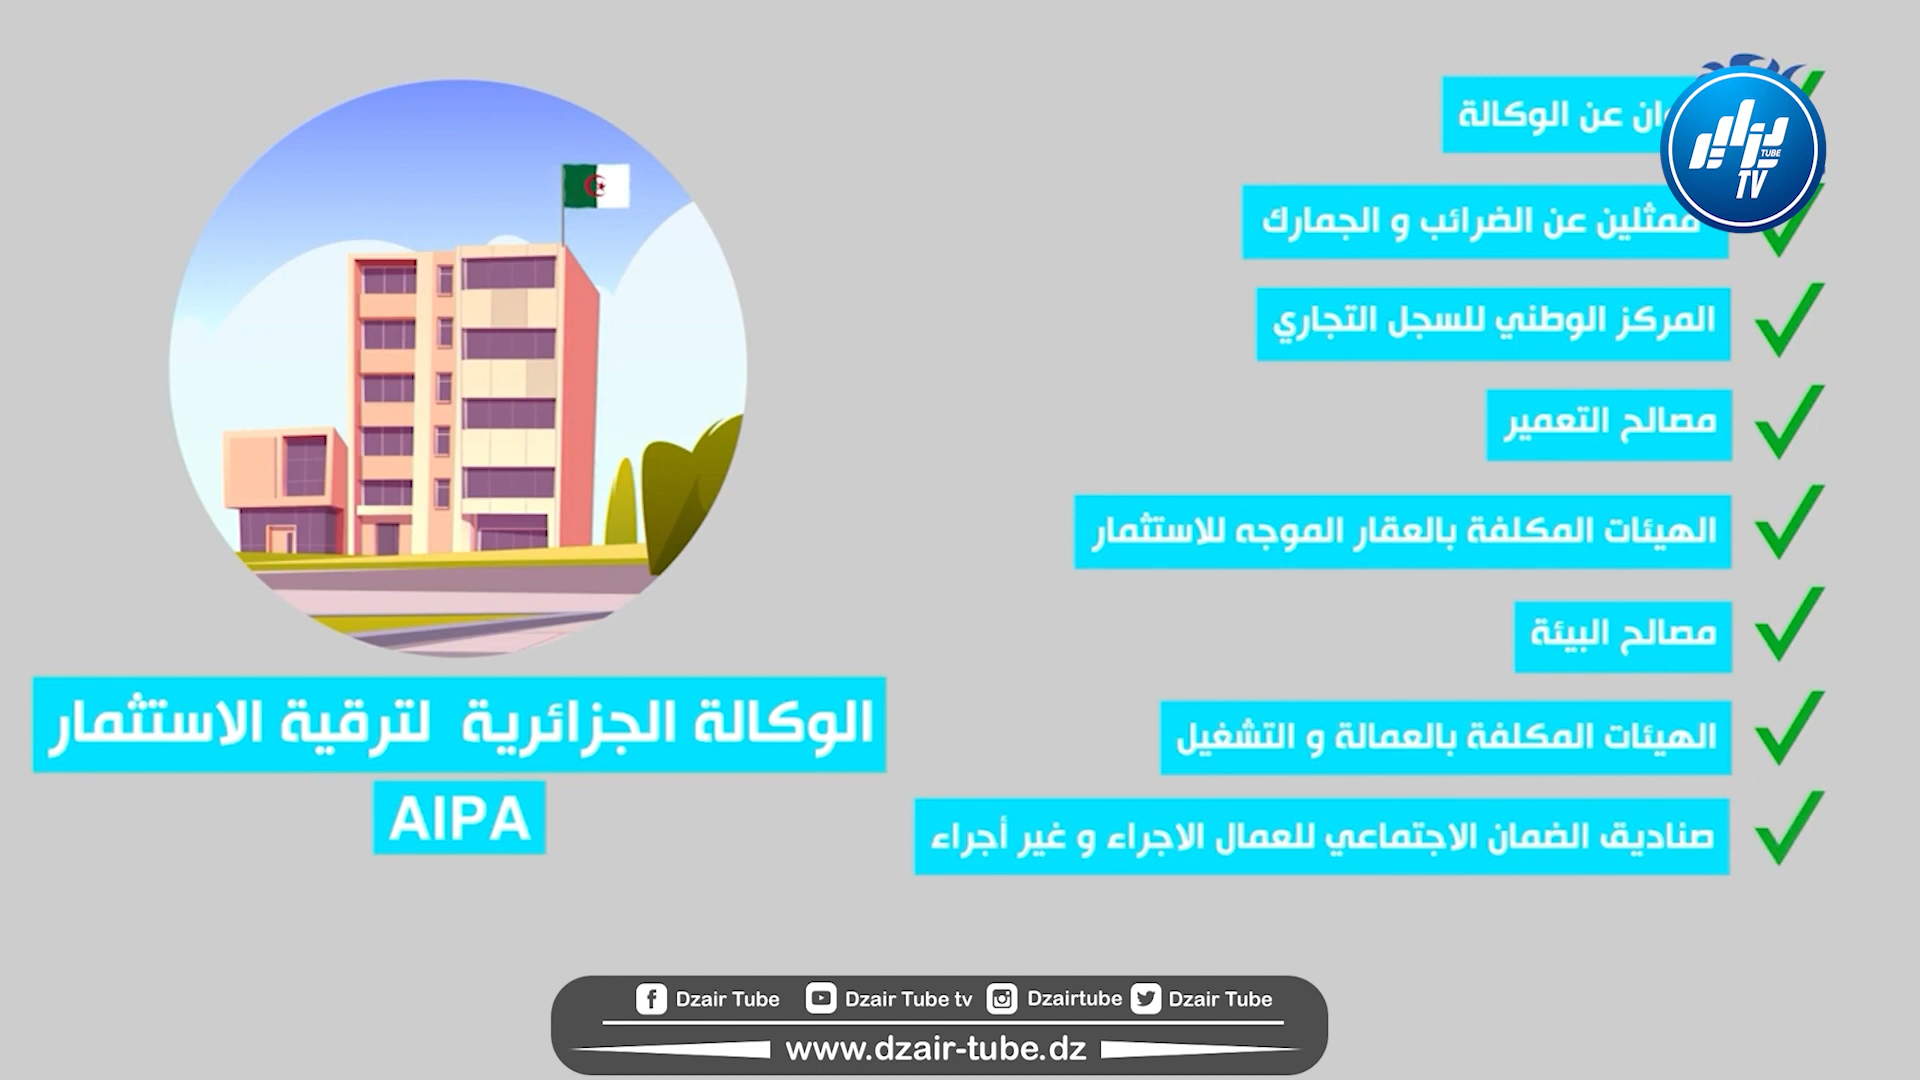 عن الوكالة
ممثلين عن الضرائب و الجمارك
المركز الوطني للسجل التجاري
مصالح التعمير
الهيئات المكلفة بالعقار الموجه للاستثمار
مصالح البيئة
الهيئات المكلفة بالعمالة و التشغيل
صناديق الضمان الاجتماعي للعمال الاجراء و غير أجراء
الوكالة الجزائرية لترقية الاستثمار
AIPA
TUBE
TV
Dzair Tube Dzair Tube tv Dzairtube Dzair Tube
www.dzair-tube.dz